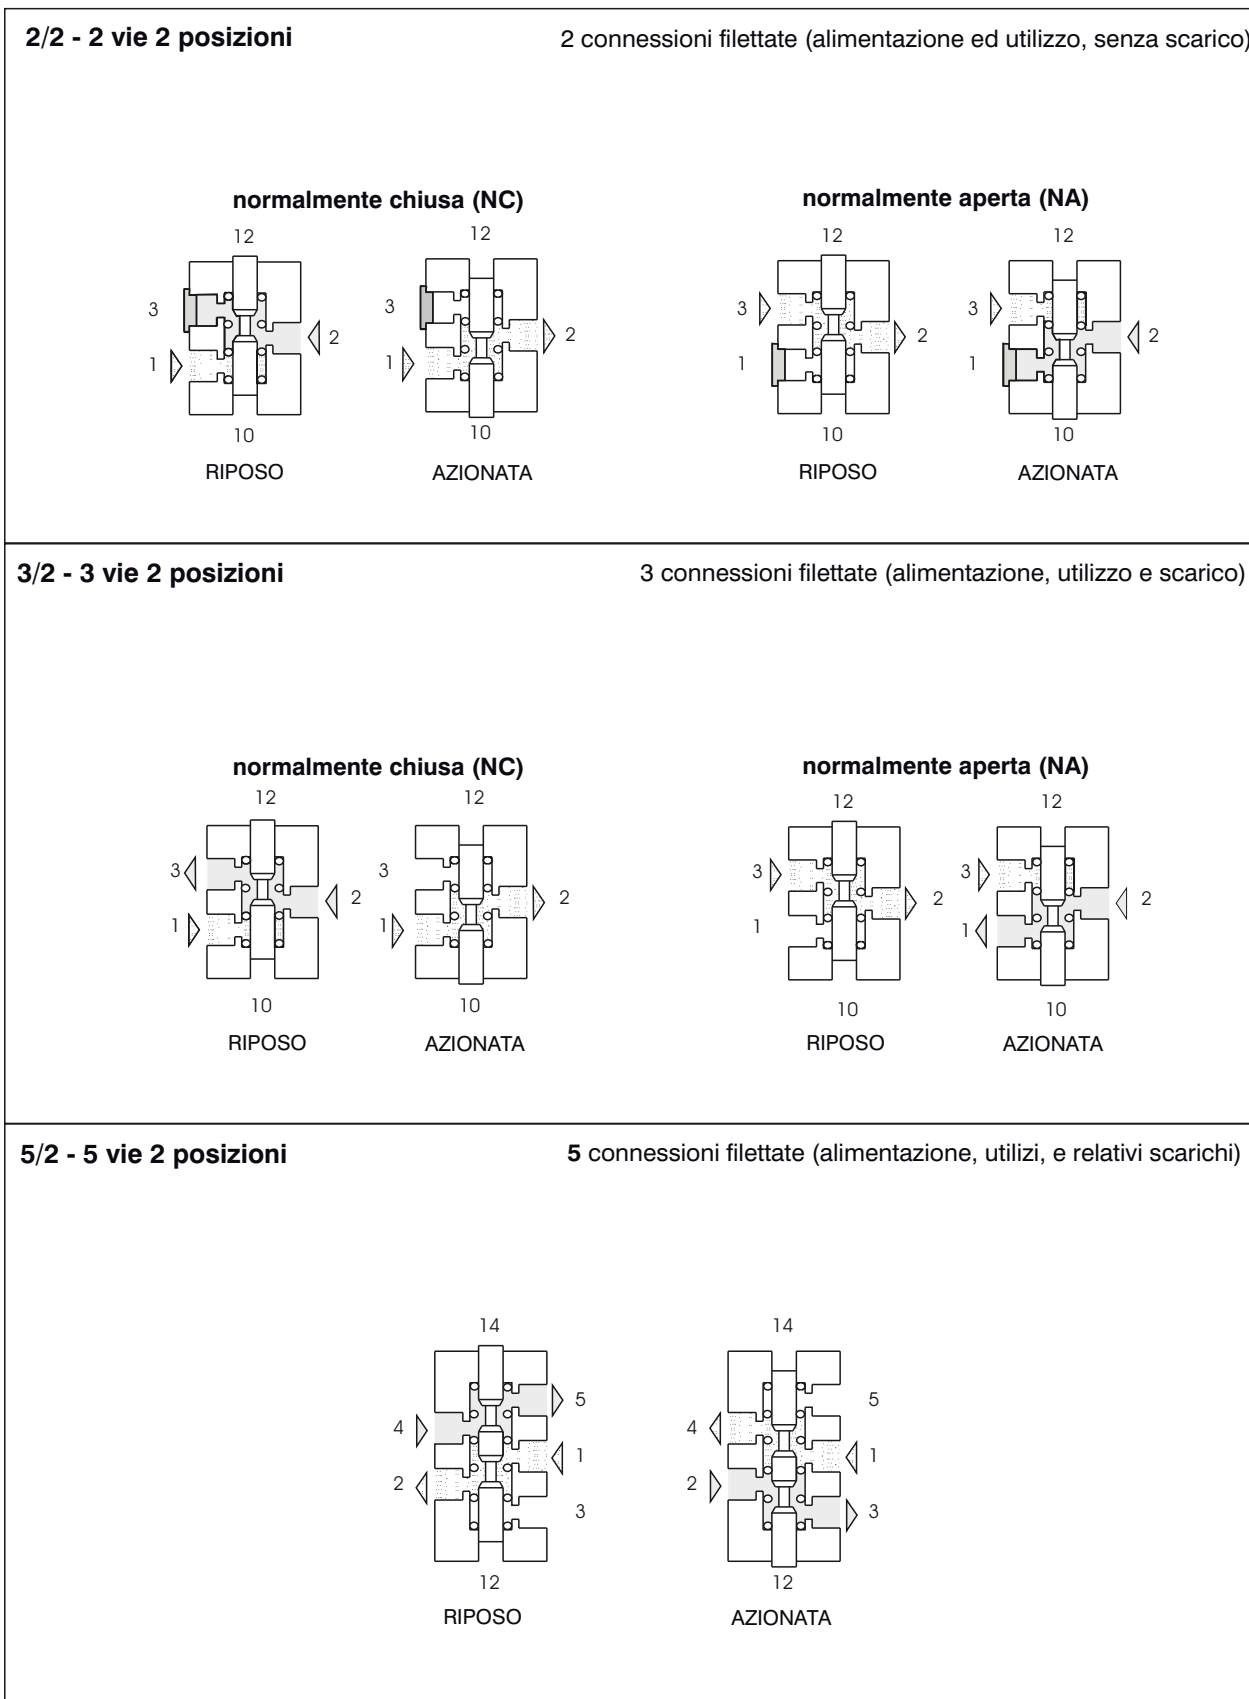 2/2 - 2 vie 2 posizioni
2 connessioni filettate (alimentazione ed utilizzo, senza scarico)
normalmente chiusa (NC)
normalmente aperta (NA)
12
12
12
12
3
2
1
3
2
1
3
2
1
3
2
1
10
10
10
10
RIPOSO
AZIONATA
RIPOSO
AZIONATA
3/2 - 3 vie 2 posizioni
3 connessioni filettate (alimentazione, utilizzo e scarico)
normalmente chiusa (NC)
normalmente aperta (NA)
12
12
12
12
3
2
1
3
2
1
3
2
1
3
2
1
10
10
10
10
RIPOSO
AZIONATA
RIPOSO
AZIONATA
5/2 - 5 vie 2 posizioni
5 connessioni filettate (alimentazione, utilizi, e relativi scarichi)
14
14
5
4
1
2
3
5
4
1
2
3
12
12
RIPOSO
AZIONATA